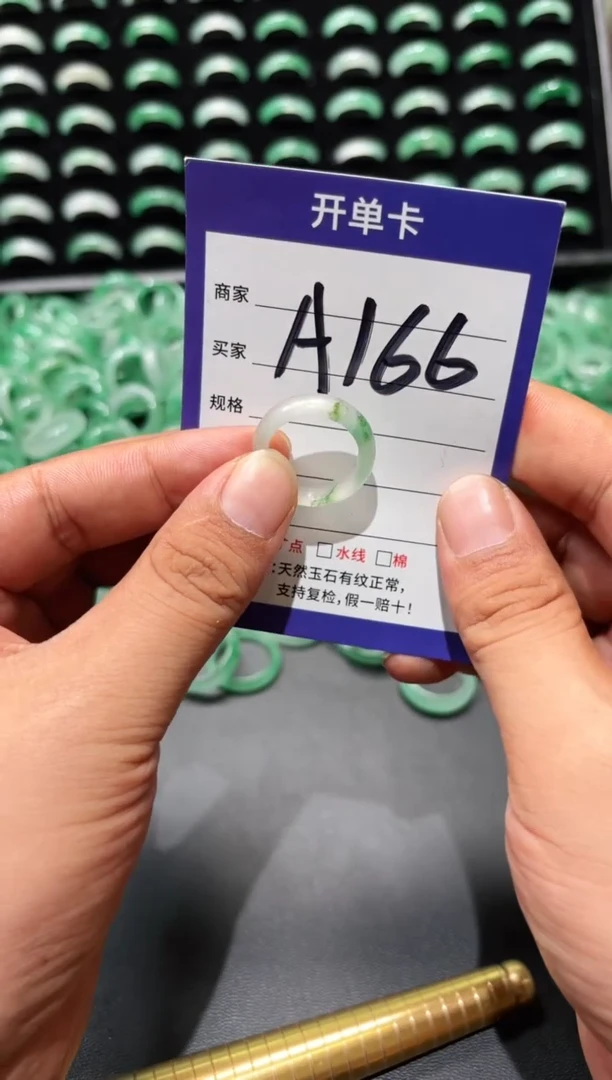 开单卡
商家
A166
买家
规格
点 □水线 □棉
:天然玉石有纹正常,
支持复检,假一赔十!